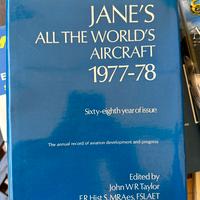 JANE'S
ALL THE WORLD'S
AIRCRAFT
1977-78
Sixty-eighth year of issue
The annual record of aviation development and progress
Edited by
John W R Taylor
F R Hist S, MRAeS, FSLAET